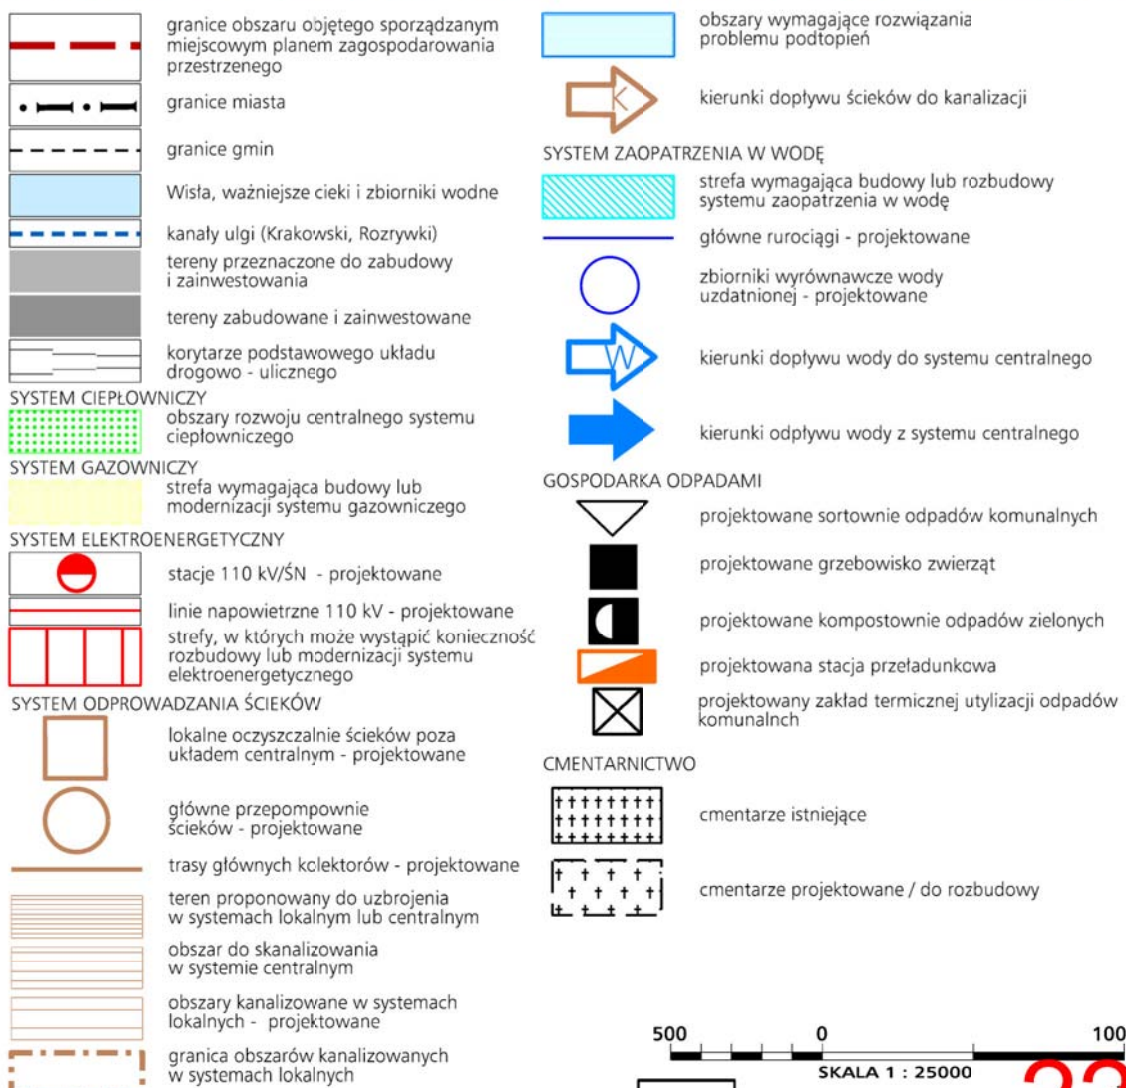 granice obszaru objętego sporządzanym
miejscowym planem zagospodarowania
przestrzenego
granice miasta
granice gmin
Wisła, ważniejsze cieki i zbiorniki wodne
kanały ulgi (Krakowski, Rozrywki)
tereny przeznaczone do zabudowy
i zainwestowania
tereny zabudowane i zainwestowane
korytarze podstawowego układu
drogowo - ulicznego
SYSTEM CIEPŁOWNICZY
obszary rozwoju centralnego systemu
ciepłowniczego
SYSTEM GAZOWNICZY
strefa wymagająca budowy lub
modernizacji systemu gazowniczego
SYSTEM ELEKTROENERGETYCZNY
stacje 110 kV/ŚN - projektowane
linie napowietrzne 110 kV - projektowane
strefy, w których może wystąpić konieczność
rozbudowy lub modernizacji systemu
elektroenergetycznego
SYSTEM ODPROWADZANIA ŚCIEKÓW
lokalne oczyszczalnie ścieków poza
układem centralnym - projektowane
główne przepompownie
ścieków - projektowane
trasy głównych kolektorów - projektowane
teren proponowany do uzbrojenia
w systemach lokalnym lub centralnym
obszar do skanalizowania
w systemie centralnym
obszary kanalizowane w systemach
lokalnych - projektowane
granica obszarów kanalizowanych
w systemach lokalnych
obszary wymagające rozwiązania
problemu podtopień
K
kierunki dopływu ścieków do kanalizacji
SYSTEM ZAOPATRZENIA W WODĘ
strefa wymagająca budowy lub rozbudowy
systemu zaopatrzenia w wodę
główne rurociągi - projektowane
zbiorniki wyrównawcze wody
uzdatnionej - projektowane
W
kierunki dopływu wody do systemu centralnego
kierunki odpływu wody z systemu centralnego
GOSPODARKA ODPADAMI
projektowane sortownie odpadów komunalnych
projektowane grzebowisko zwierząt
projektowane kompostownie odpadów zielonych
projektowana stacja przeładunkowa
projektowany zakład termicznej utylizacji odpadów
komunalnch
CMENTARNICTWO
cmentarze istniejące
cmentarze projektowane / do rozbudowy
500 0 100
SKALA 1 : 25000